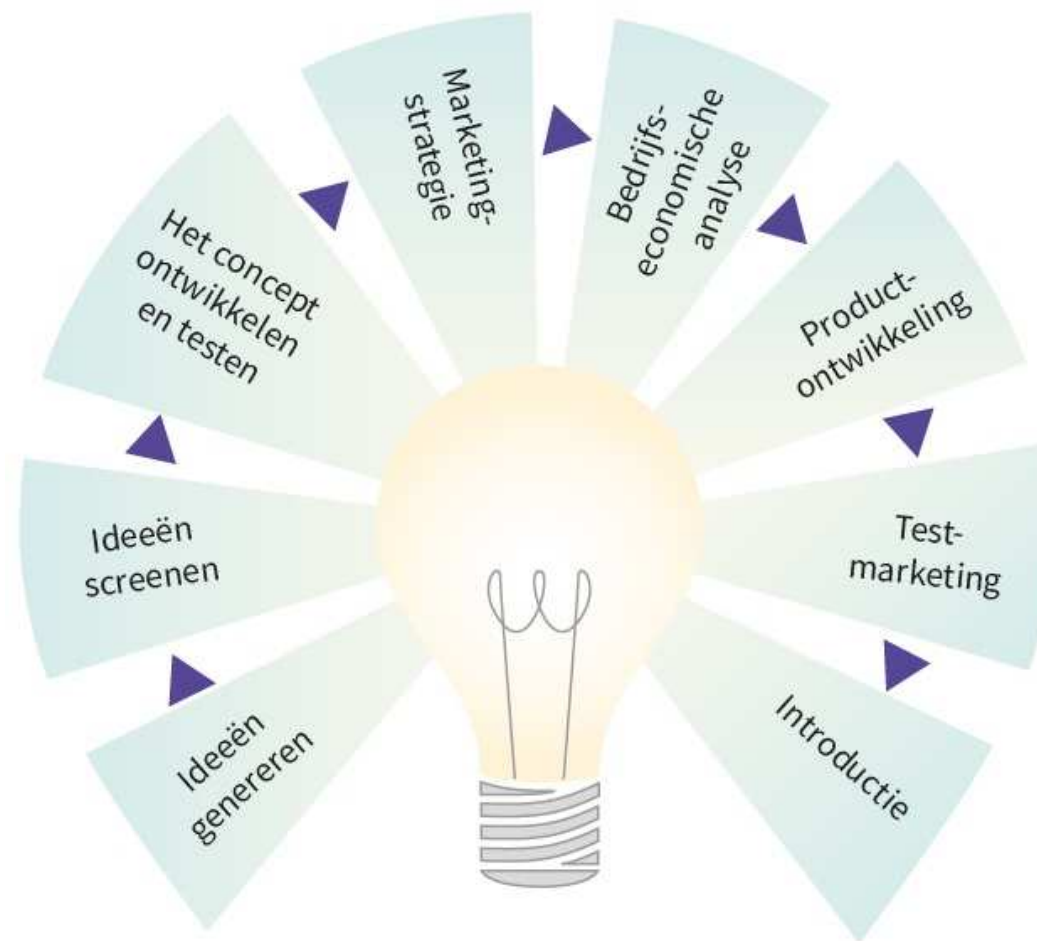 Ideeën
genereren
Ideeën
screenen
Het concept
ontwikkelen
en testen
Marketing-
strategie
Bedrijfs-
economische
analyse
Product-
ontwikkeling
Test-
marketing
Introductie